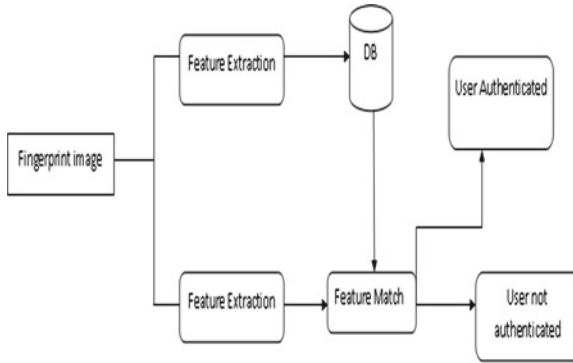 Feature Extraction
DB
User Authenticated
Fingerprint image
Feature Extraction
Feature Match
User not
authenticated